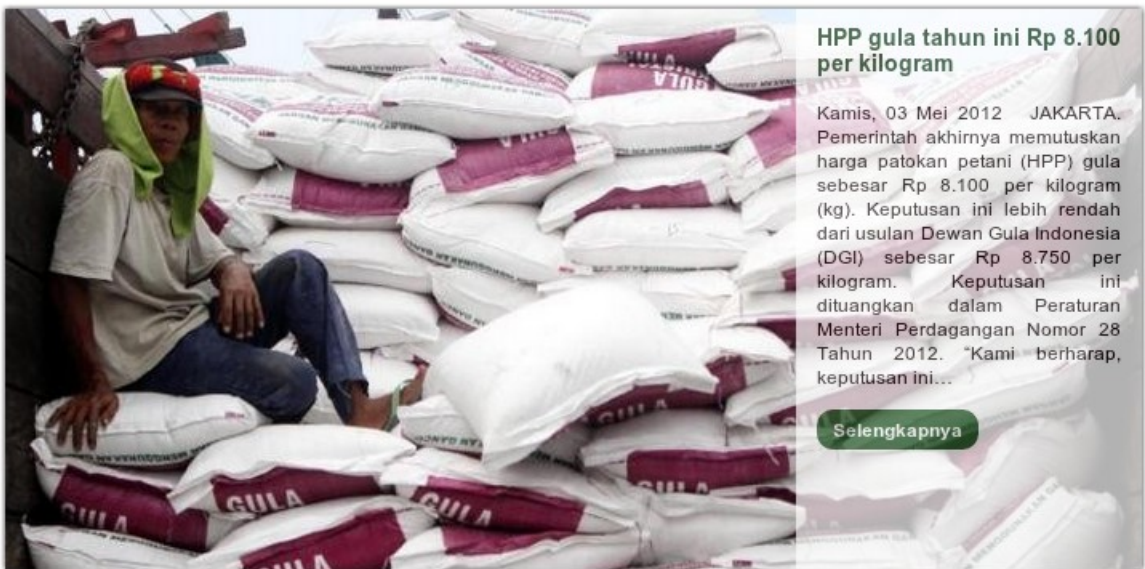 HPP gula tahun ini Rp 8.100
per kilogram
Kamis, 03 Mei 2012 JAKARTA.
Pemerintah akhirnya memutuskan
harga patokan petani (HPP) gula
sebesar Rp 8.100 per kilogram
(kg). Keputusan ini lebih rendah
dari usulan Dewan Gula Indonesia
(DGI) sebesar Rp 8.750 per
kilogram. Keputusan ini
dituangkan dalam Peraturan
Menteri Perdagangan Nomor 28
Tahun 2012. “Kami berharap,
keputusan ini...
Selengkapnya
GULA
GULA
GULA
GULA
GULA
GULA